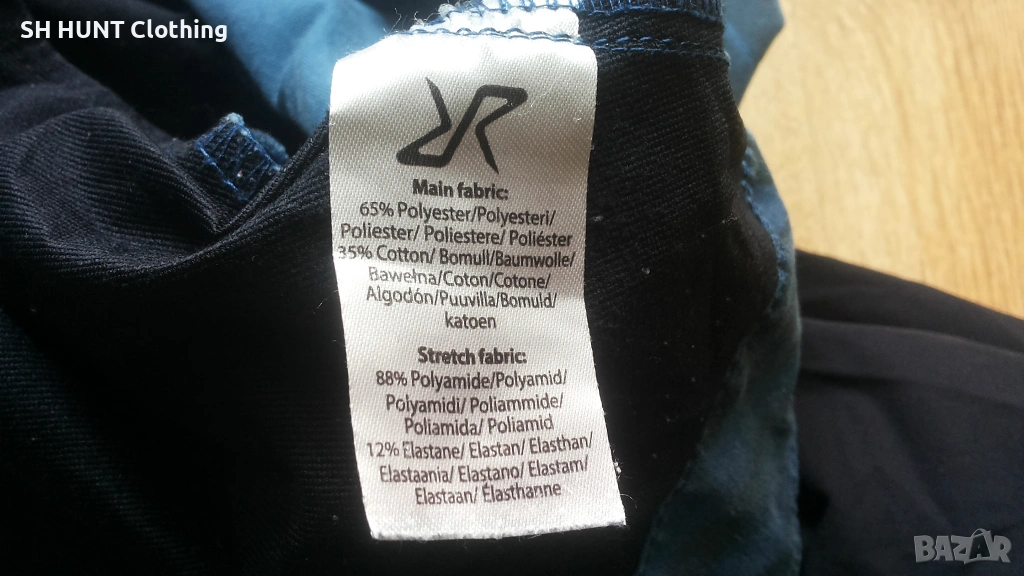 SH HUNT Clothing
Main fabric:
65% Polyester/Polyesteri/
Poliester/ Poliestere/ Poliéster
35% Cotton/ Bomull/Baumwolle/
Bawełna/Coton/Cotone/
Algodón/Puuvilla/Bomuld/
katoen
Stretch fabric:
88% Polyamide/Polyamid/
Polyamidi/ Poliammide/
Poliamida/ Poliamid
12% Elastane/ Elastan/ Elasthan/
Elastaania/ Elastano/ Elastam/
Elastaan/ Élasthanne
BAZAR